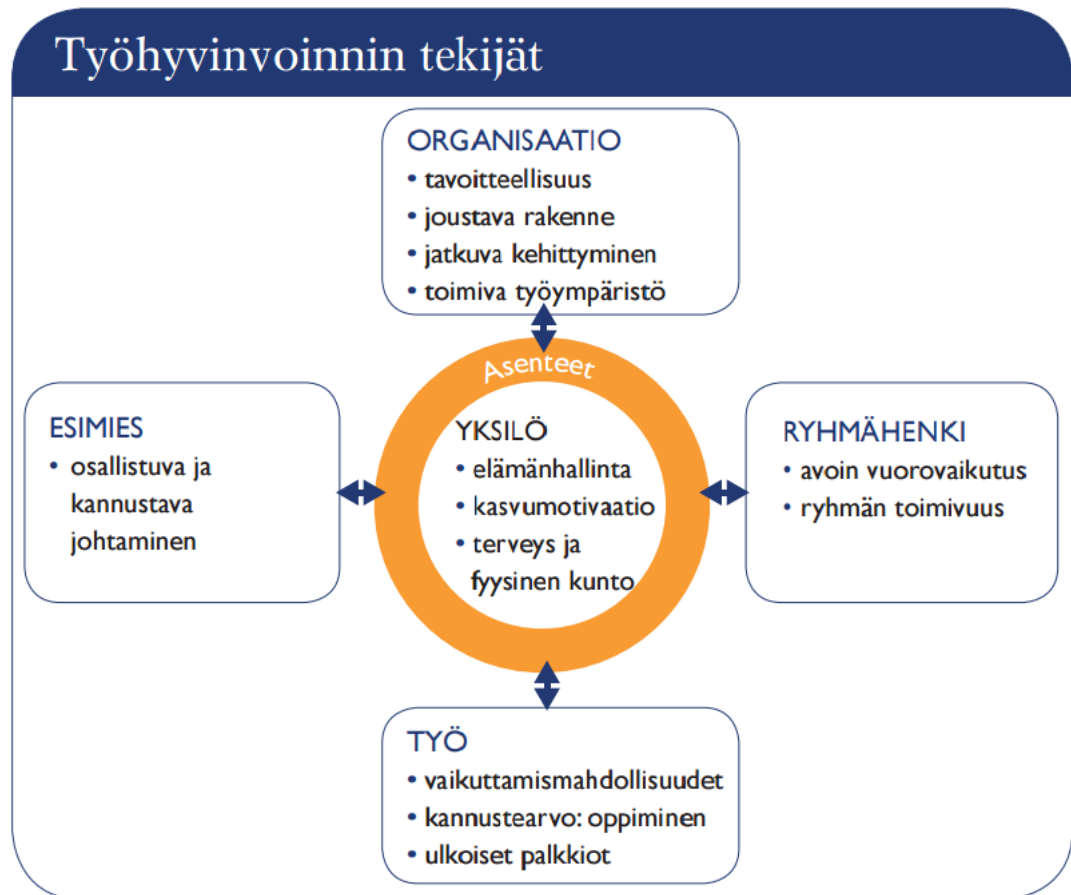 Työhyvinvoinnin tekijät
ORGANISAATIO
• tavoitteellisuus
• joustava rakenne
• jatkuva kehittyminen
• toimiva työympäristö
Asenteet
ESIMIES
• osallistuva ja
kannustava
johtaminen
YKSILÖ
• elämänhallinta
• kasvumotivaatio
• terveys ja
fyysinen kunto
RYHMÄHENKI
• avoin vuorovaikutus
• ryhmän toimivuus
TYÖ
• vaikuttamismahdollisuudet
• kannustearvo: oppiminen
• ulkoiset palkkiot